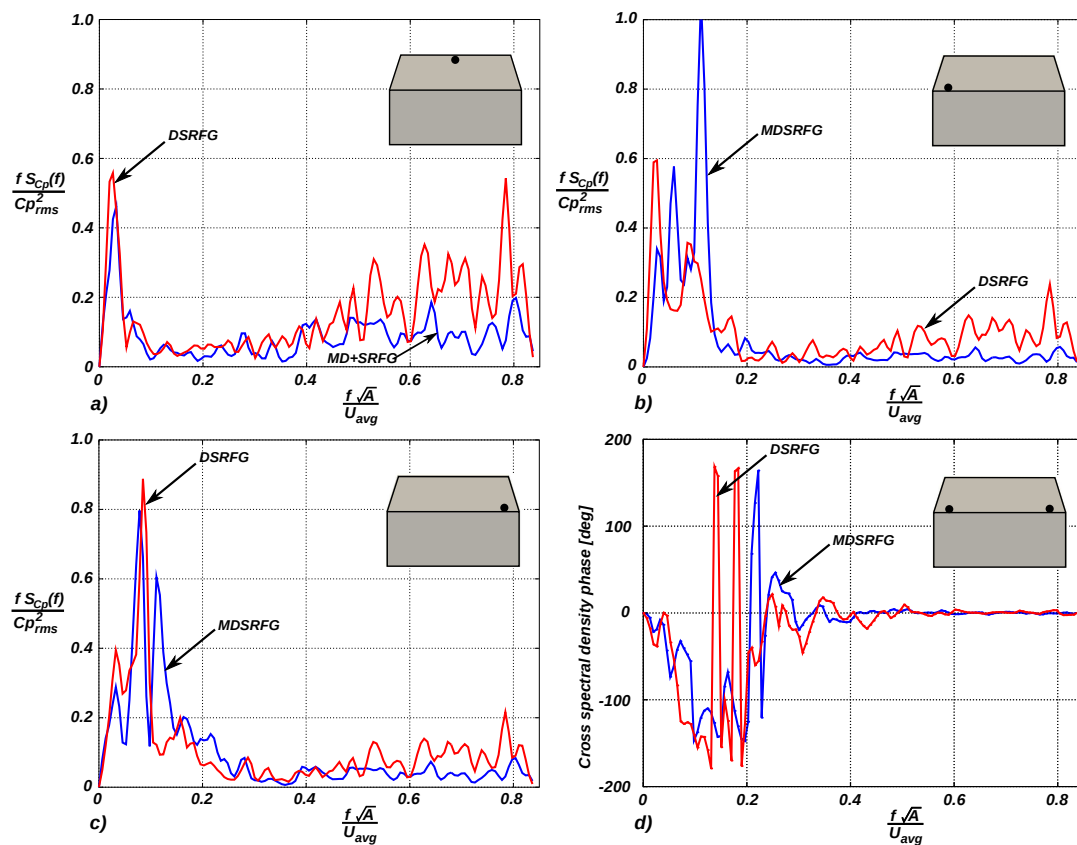 1.0
0.8
0.6
0.4
0.2
0
f S_Cp(f)
Cp²_rms
DSRFG
MD+SRFG
0 0.2 0.4 0.6 0.8
f √A
U_avg
a)
1.0
0.8
0.6
0.4
0.2
0
f S_Cp(f)
Cp²_rms
MDSRFG
DSRFG
0 0.2 0.4 0.6 0.8
f √A
U_avg
b)
1.0
0.8
0.6
0.4
0.2
0
f S_Cp(f)
Cp²_rms
DSRFG
MDSRFG
0 0.2 0.4 0.6 0.8
f √A
U_avg
c)
200
100
0
-100
-200
Cross spectral density phase [deg]
DSRFG
MDSRFG
0 0.2 0.4 0.6 0.8
f √A
U_avg
d)